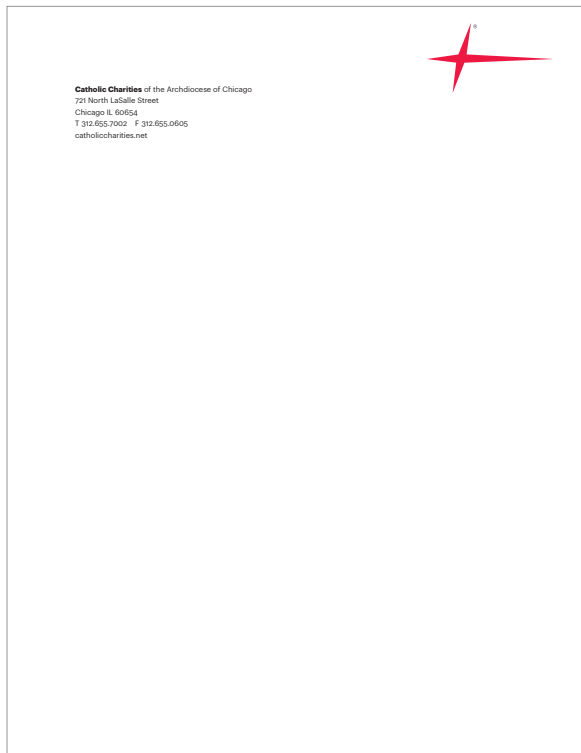 ®
Catholic Charities of the Archdiocese of Chicago
721 North LaSalle Street
Chicago IL 60654
T 312.655.7002 F 312.655.0605
catholiccharities.net